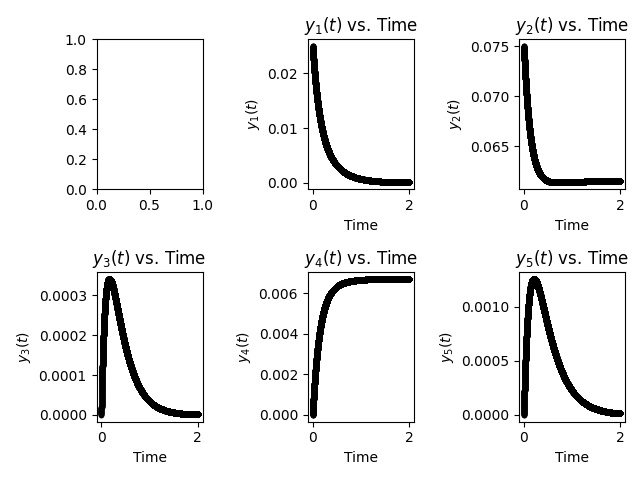 y₁(t) vs. Time
y₂(t) vs. Time
1.0
0.8
0.6
0.4
0.2
0.0
0.0 0.5 1.0
y₁(t)
0.02
0.01
0.00
0 2
Time
y₂(t)
0.075
0.070
0.065
0 2
Time
y₃(t) vs. Time
y₄(t) vs. Time
y₅(t) vs. Time
y₃(t)
0.0003
0.0002
0.0001
0.0000
0 2
Time
y₄(t)
0.006
0.004
0.002
0.000
0 2
Time
y₅(t)
0.0010
0.0005
0.0000
0 2
Time